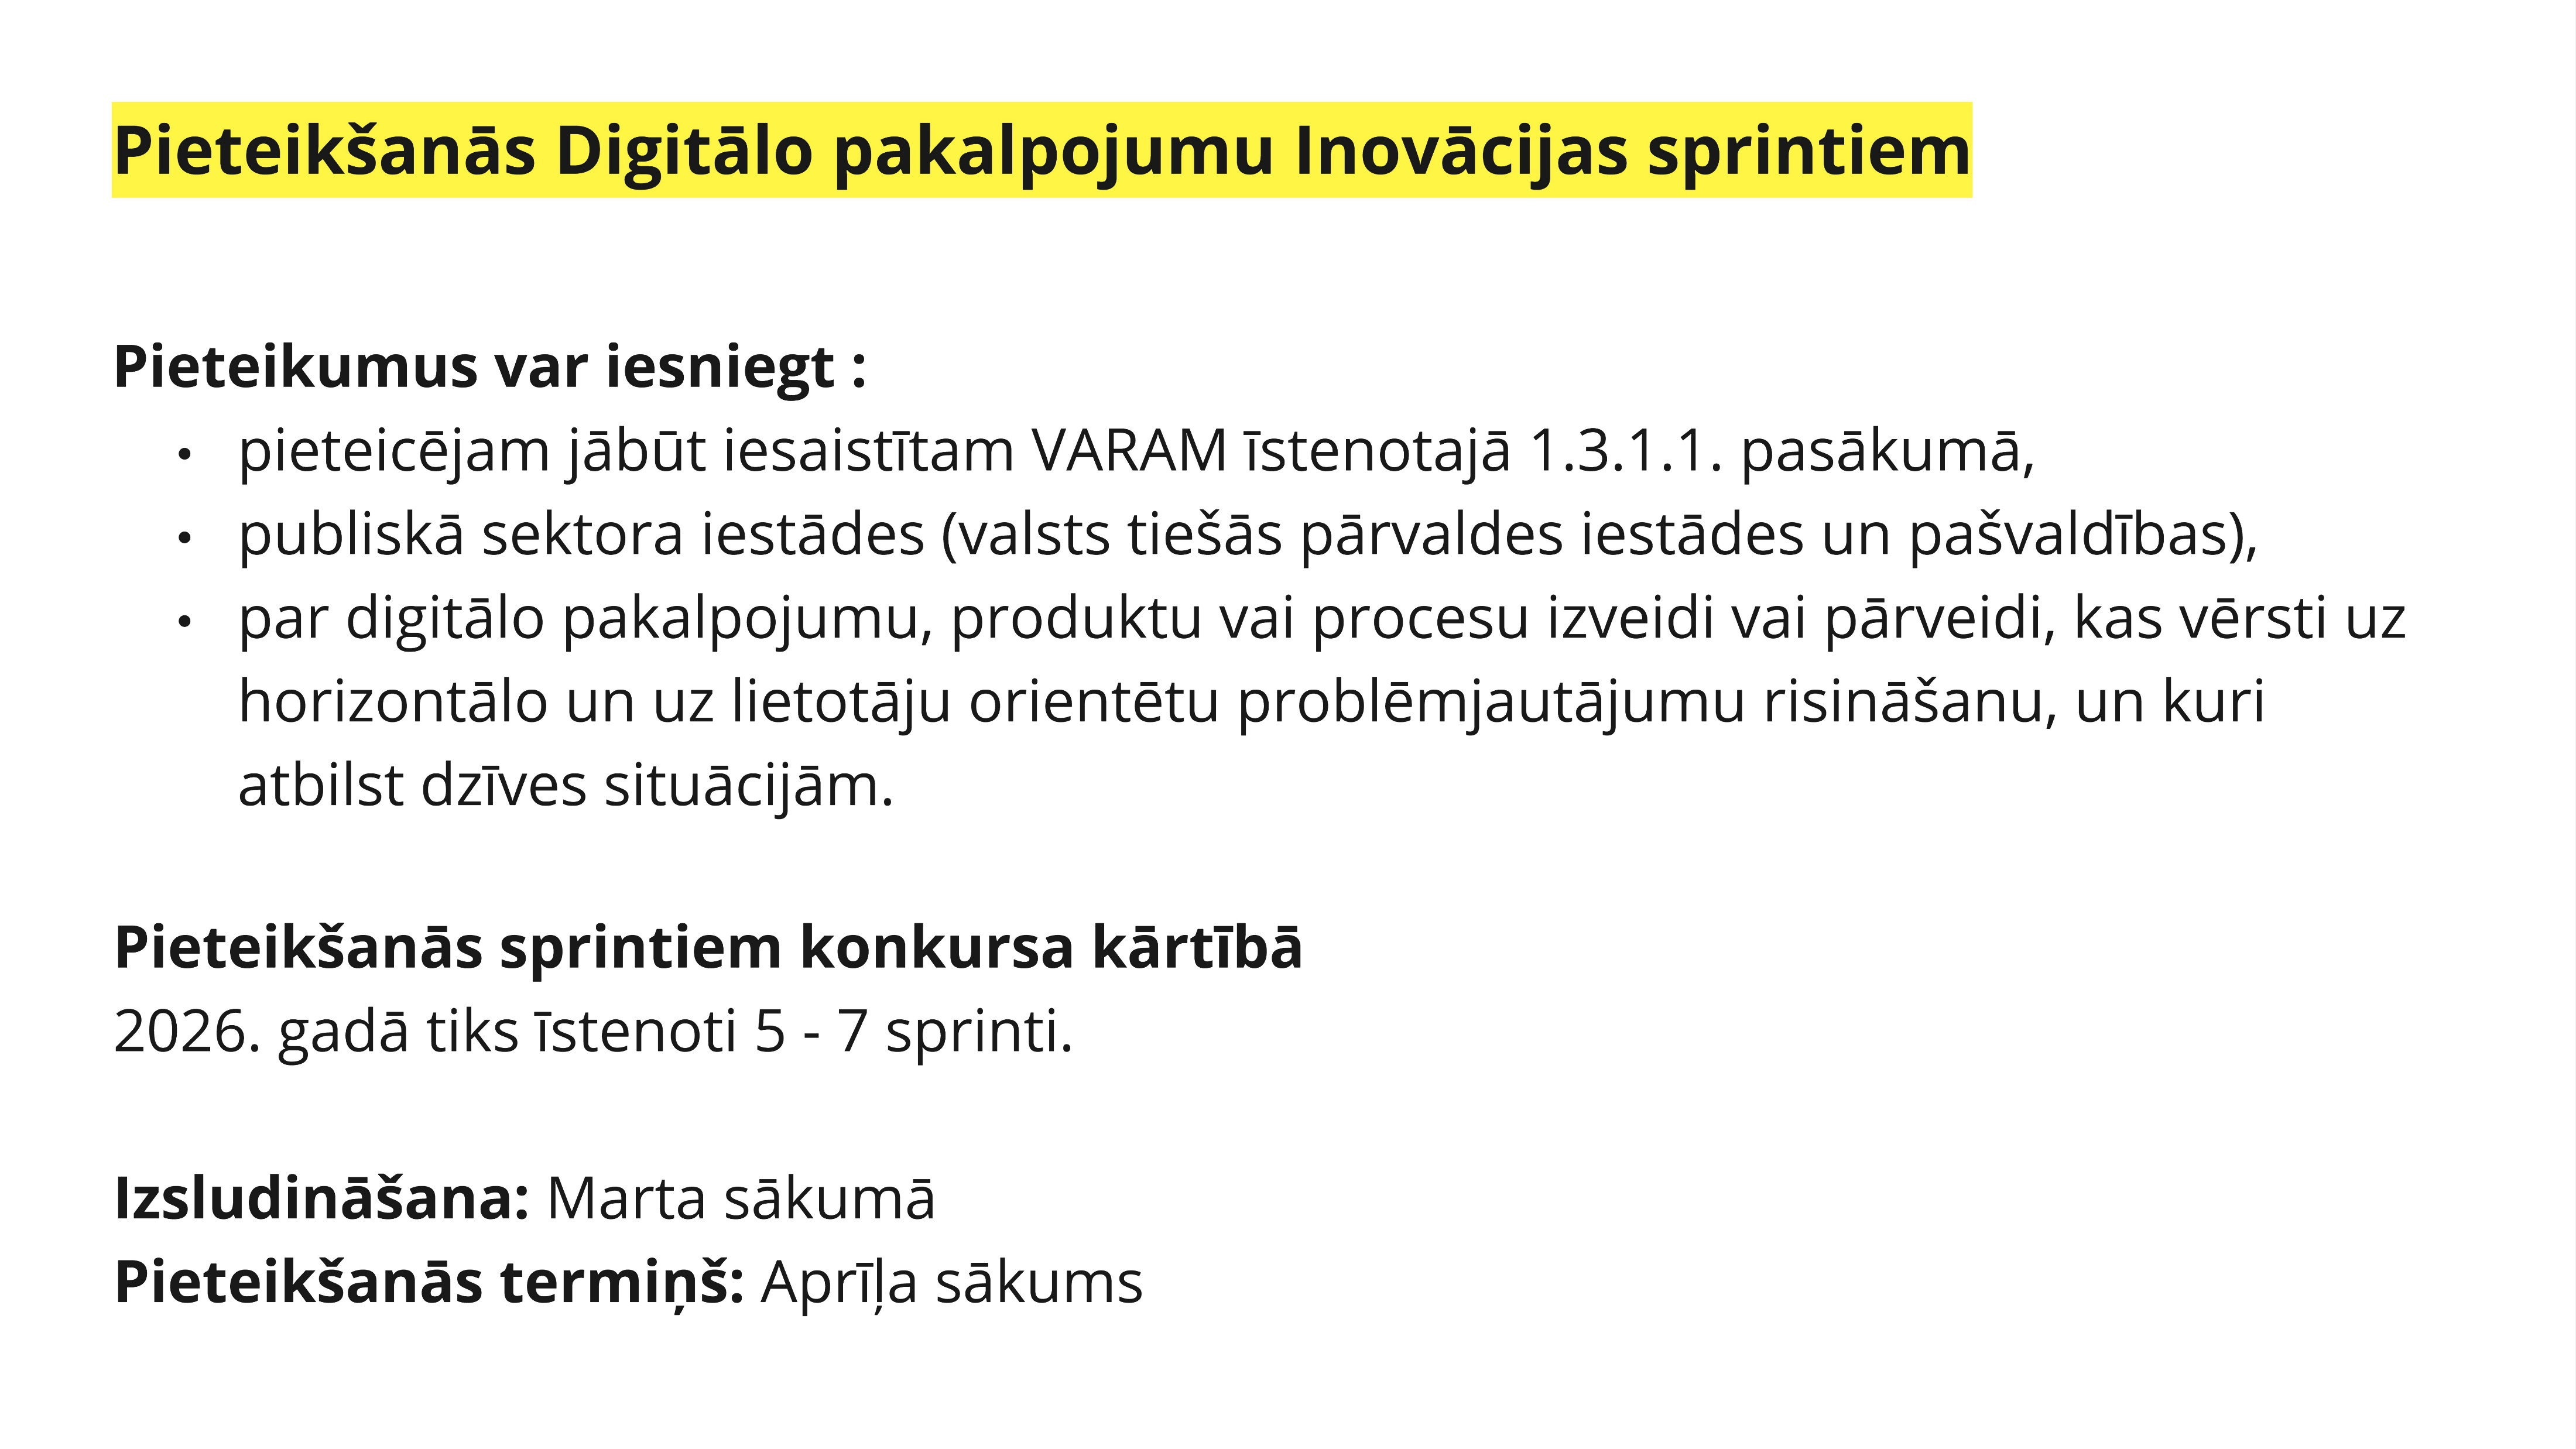 Pieteikšanās Digitālo pakalpojumu Inovācijas sprintiem
Pieteikumus var iesniegt :
• pieteicējam jābūt iesaistītam VARAM īstenotajā 1.3.1.1. pasākumā,
• publiskā sektora iestādes (valsts tiešās pārvaldes iestādes un pašvaldības),
• par digitālo pakalpojumu, produktu vai procesu izveidi vai pārveidi, kas vērsti uz
horizontālo un uz lietotāju orientētu problēmjautājumu risināšanu, un kuri
atbilst dzīves situācijām.
Pieteikšanās sprintiem konkursa kārtībā
2026. gadā tiks īstenoti 5 - 7 sprinti.
Izsludināšana: Marta sākumā
Pieteikšanās termiņš: Aprīļa sākums